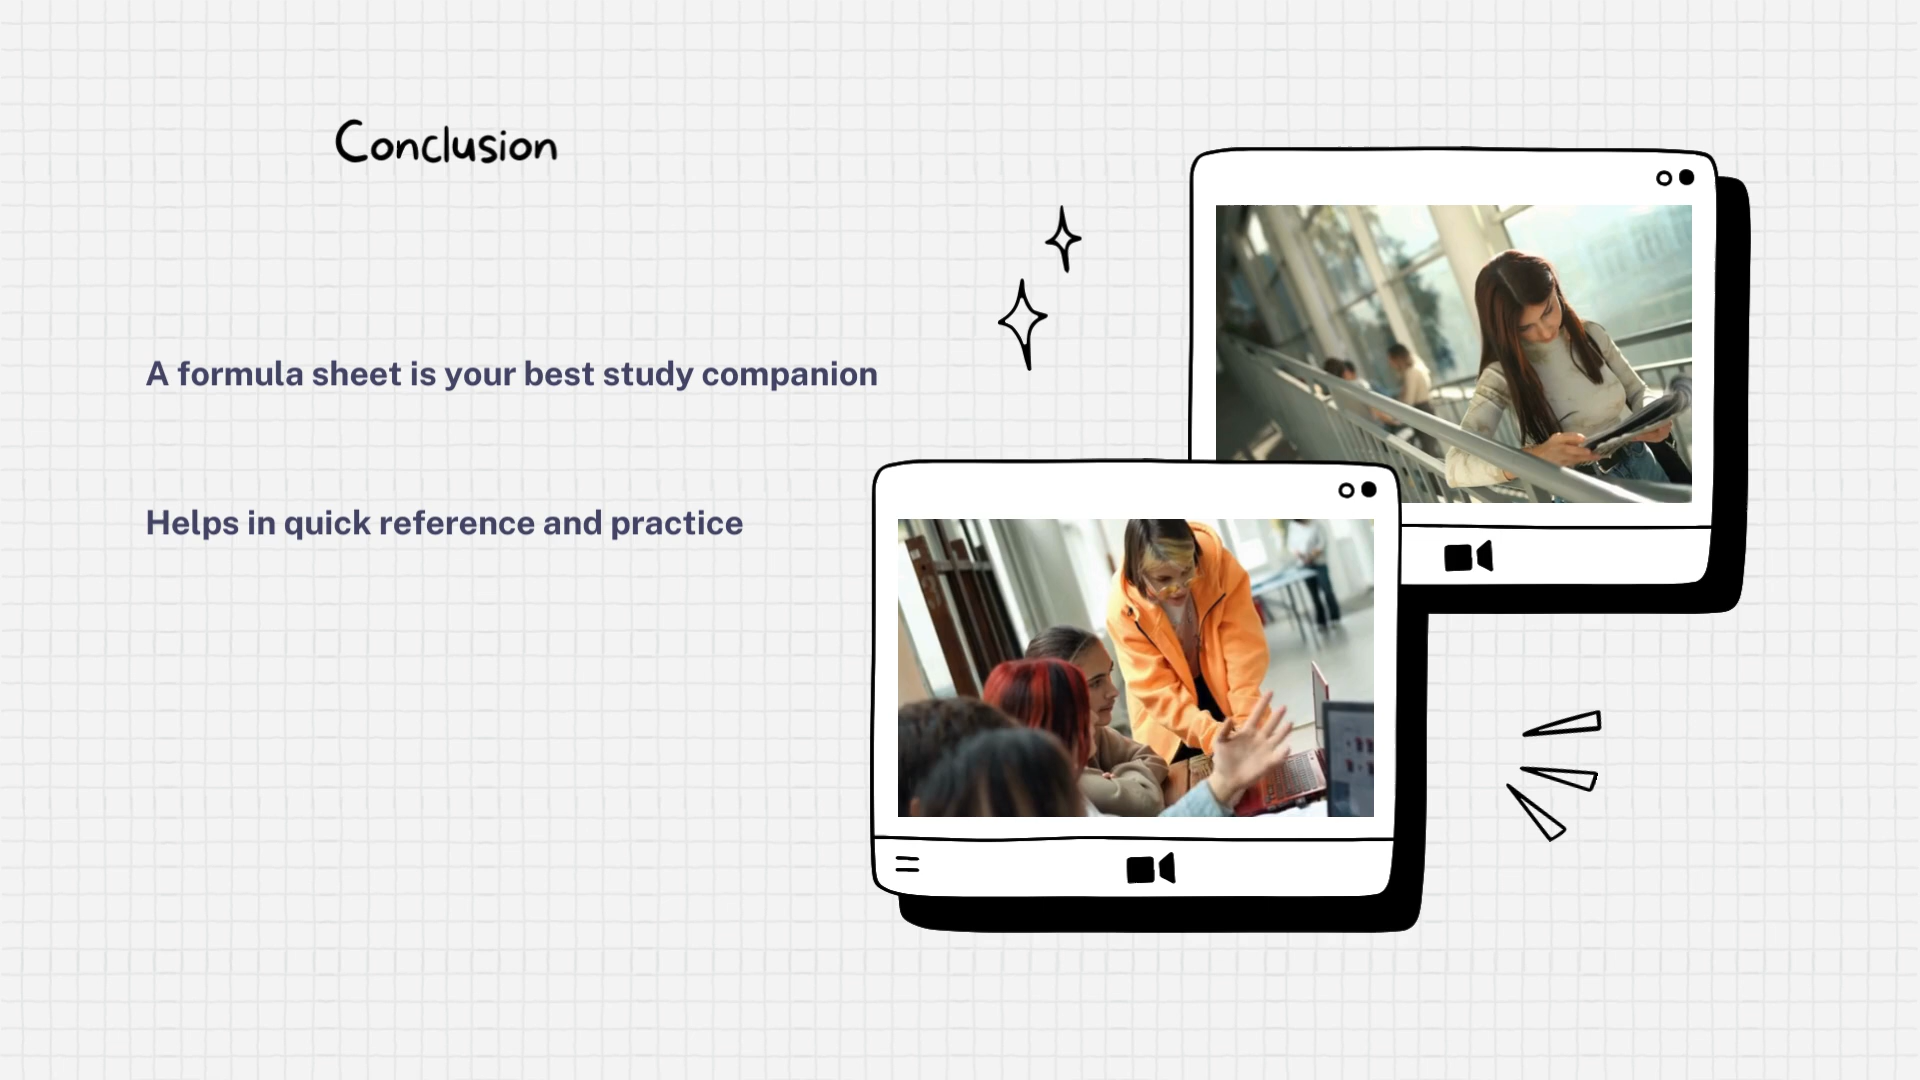 Conclusion
A formula sheet is your best study companion
Helps in quick reference and practice